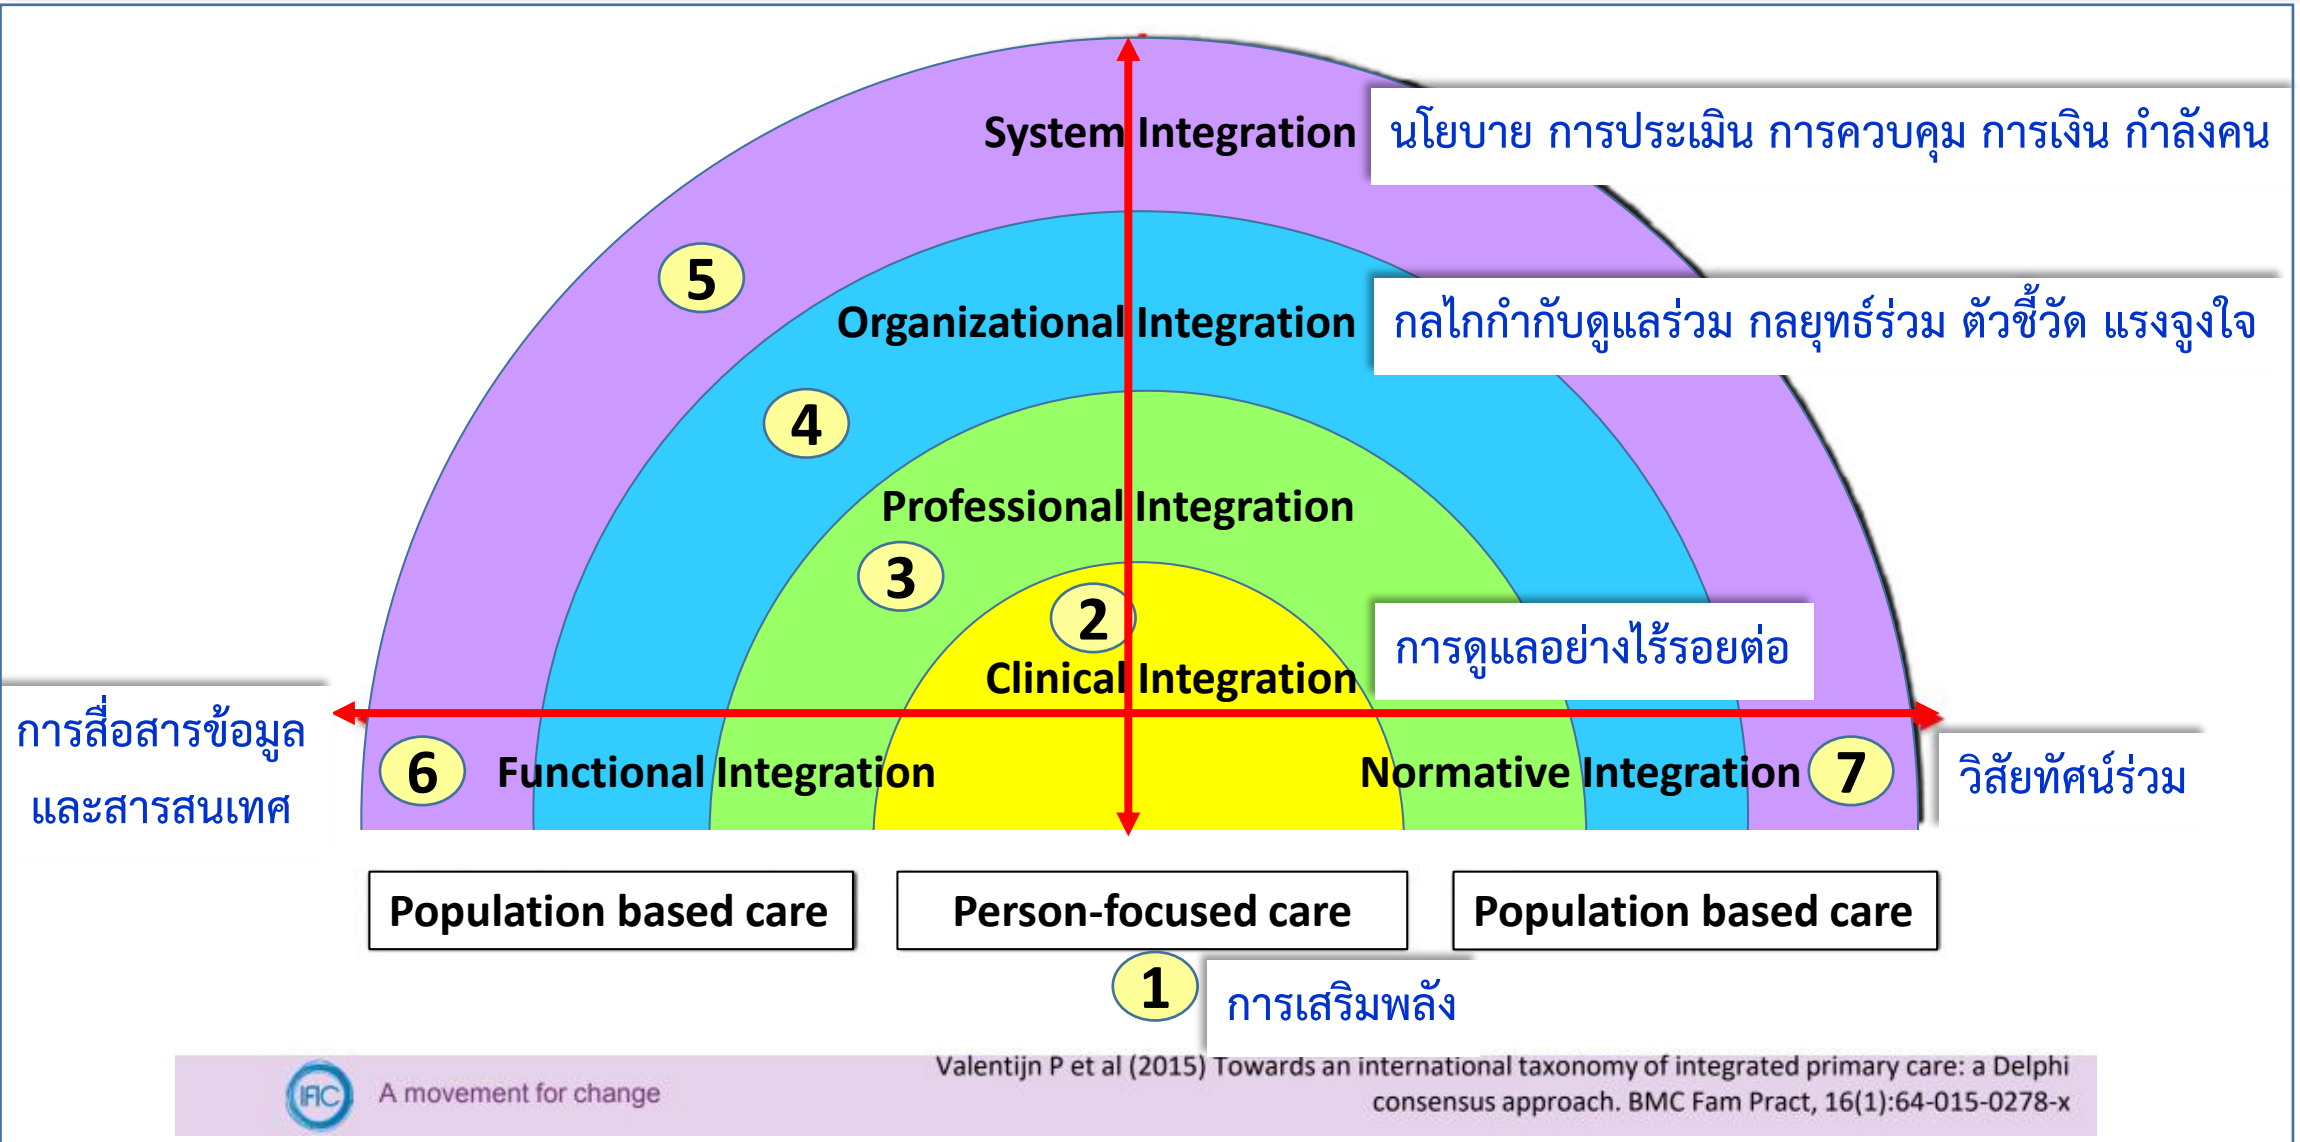 System Integration
นโยบาย การประเมิน การควบคุม การเงิน กำลังคน
5
Organizational Integration
กลไกกำกับดูแลร่วม กลยุทธ์ร่วม ตัวชี้วัด แรงจูงใจ
4
Professional Integration
3
2
การดูแลอย่างไร้รอยต่อ
Clinical Integration
การสื่อสารข้อมูล
และสารสนเทศ
6
Functional Integration
Normative Integration
7
วิสัยทัศน์ร่วม
Population based care
Person-focused care
Population based care
1
การเสริมพลัง
IFIC
A movement for change
Valentijn P et al (2015) Towards an international taxonomy of integrated primary care: a Delphi
consensus approach. BMC Fam Pract, 16(1):64-015-0278-x